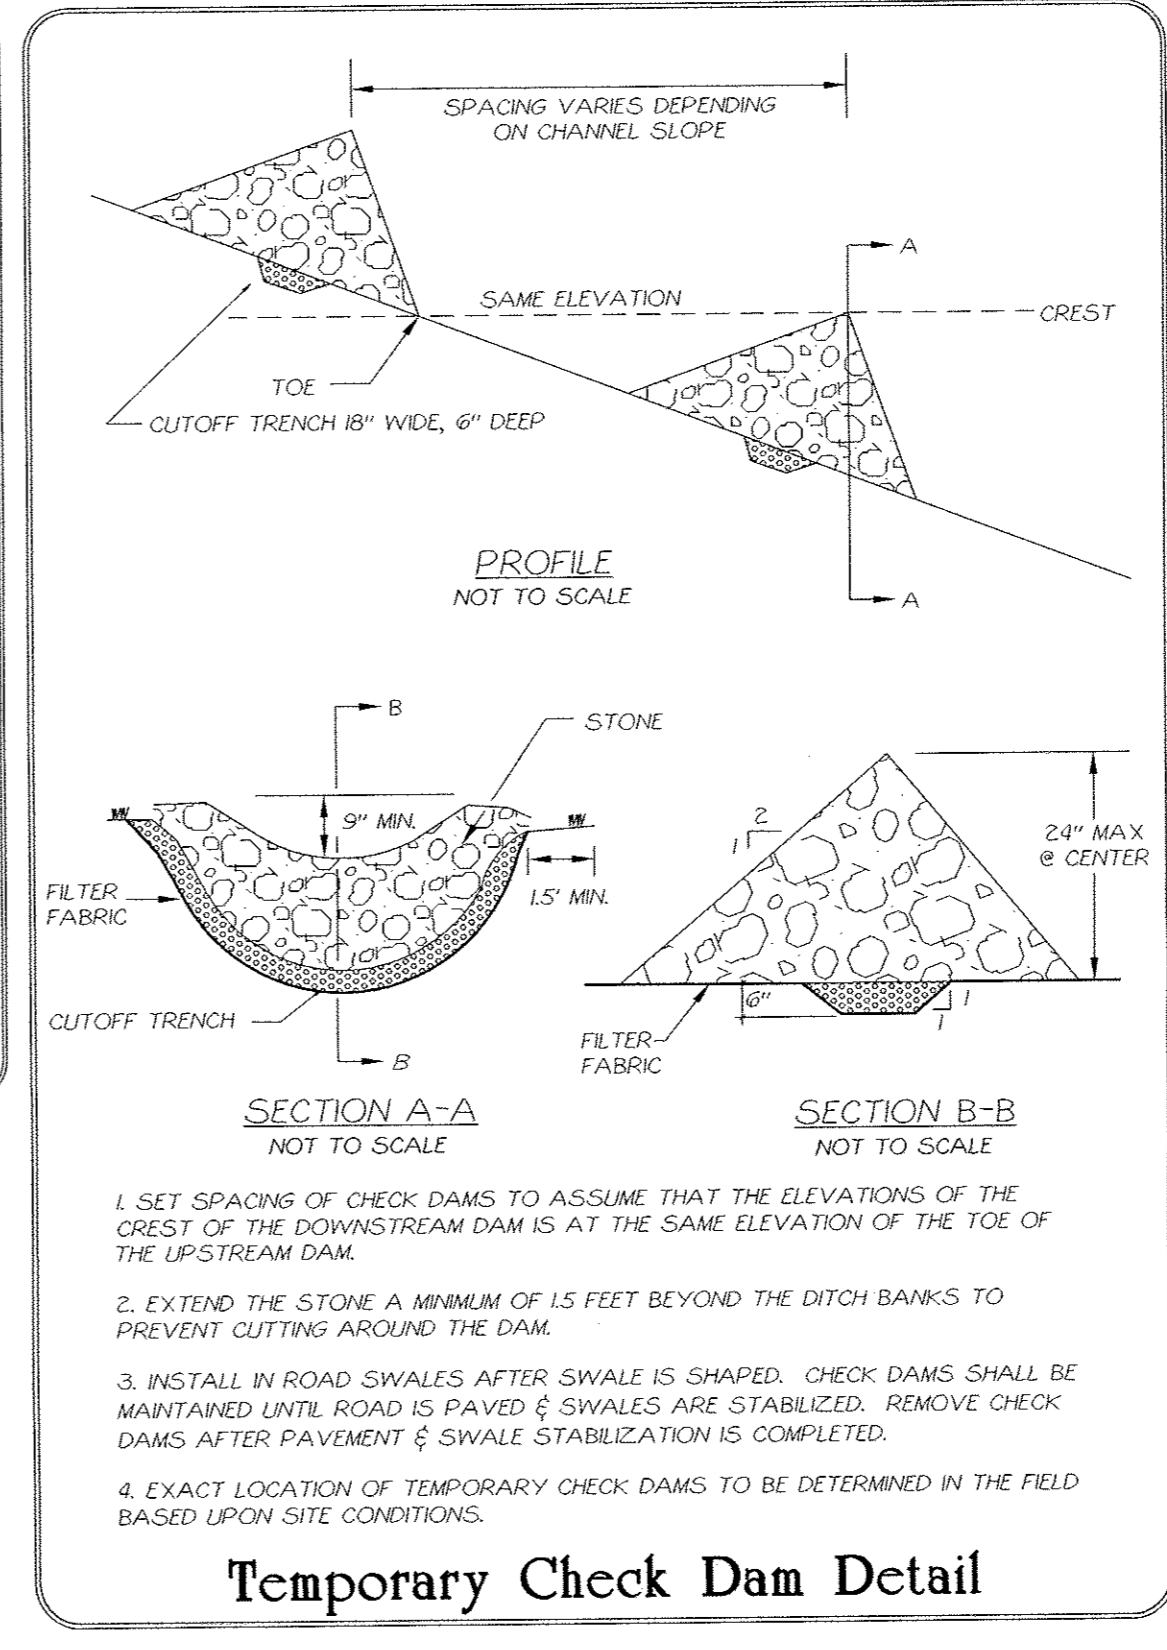 SPACING VARIES DEPENDING
ON CHANNEL SLOPE
A
SAME ELEVATION
CREST
TOE
CUTOFF TRENCH 18" WIDE, 6" DEEP
PROFILE
NOT TO SCALE
A
B
STONE
9" MIN.
2
1
24" MAX
@ CENTER
FILTER
FABRIC
1.5' MIN.
CUTOFF TRENCH
6"
1
1
B
FILTER
FABRIC
SECTION A-A
NOT TO SCALE
SECTION B-B
NOT TO SCALE
1. SET SPACING OF CHECK DAMS TO ASSUME THAT THE ELEVATIONS OF THE
CREST OF THE DOWNSTREAM DAM IS AT THE SAME ELEVATION OF THE TOE OF
THE UPSTREAM DAM.
2. EXTEND THE STONE A MINIMUM OF 1.5 FEET BEYOND THE DITCH BANKS TO
PREVENT CUTTING AROUND THE DAM.
3. INSTALL IN ROAD SWALES AFTER SWALE IS SHAPED. CHECK DAMS SHALL BE
MAINTAINED UNTIL ROAD IS PAVED & SWALES ARE STABILIZED. REMOVE CHECK
DAMS AFTER PAVEMENT & SWALE STABILIZATION IS COMPLETED.
4. EXACT LOCATION OF TEMPORARY CHECK DAMS TO BE DETERMINED IN THE FIELD
BASED UPON SITE CONDITIONS.
Temporary Check Dam Detail